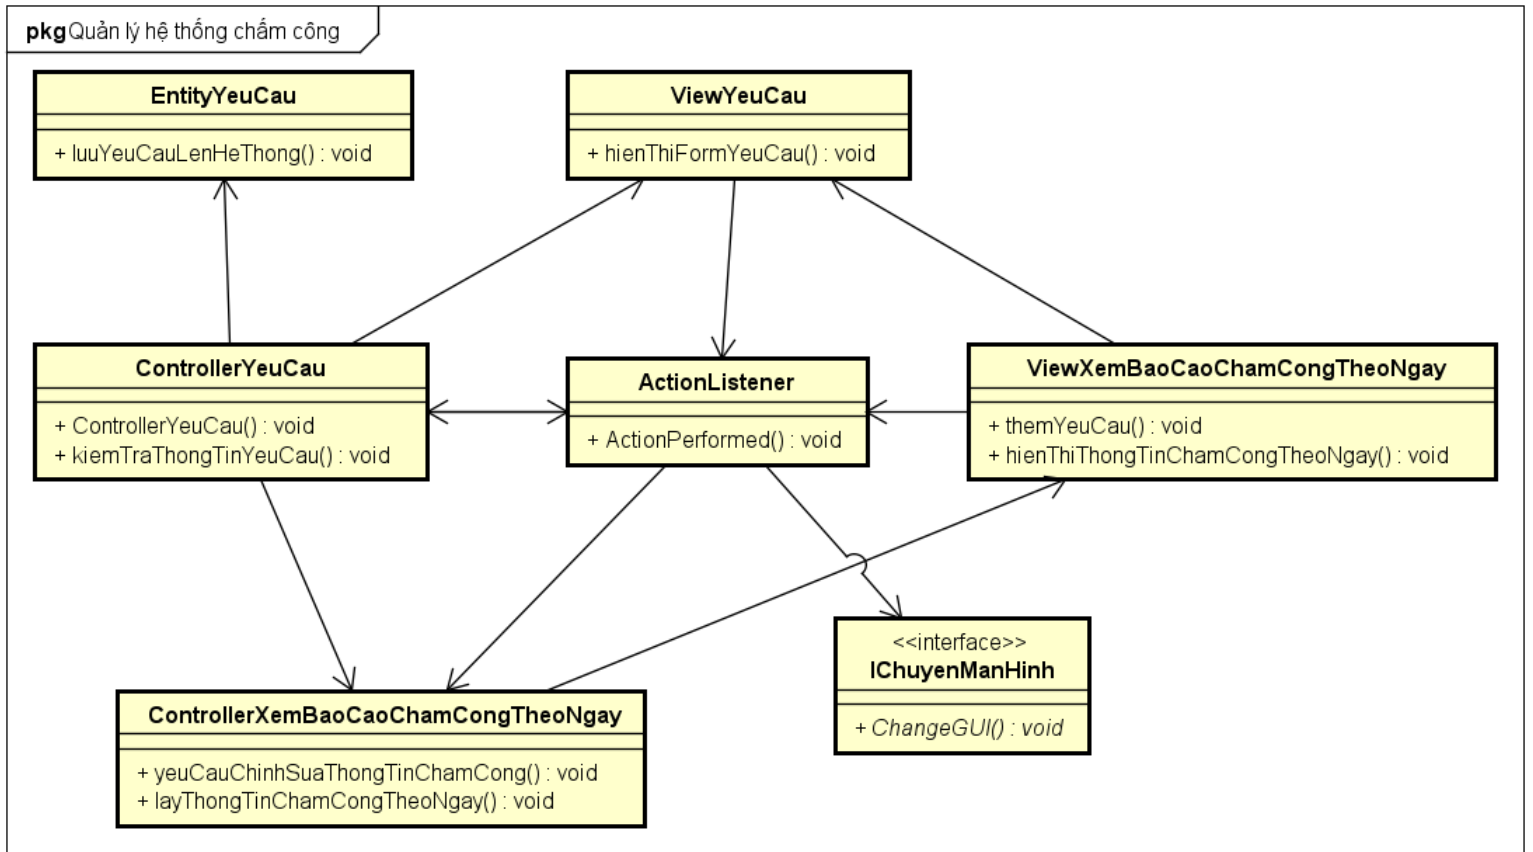 pkg Quản lý hệ thống chấm công
EntityYeuCau
+ luuYeuCauLenHeThong() : void
ViewYeuCau
+ hienThiFormYeuCau() : void
ControllerYeuCau
+ ControllerYeuCau() : void
+ kiemTraThongTinYeuCau() : void
ActionListener
+ ActionPerformed() : void
ViewXemBaoCaoChamCongTheoNgay
+ themYeuCau() : void
+ hienThiThongTinChamCongTheoNgay() : void
<<interface>>
IChuyenManHinh
+ ChangeGUI() : void
ControllerXemBaoCaoChamCongTheoNgay
+ yeuCauChinhSuaThongTinChamCong() : void
+ layThongTinChamCongTheoNgay() : void